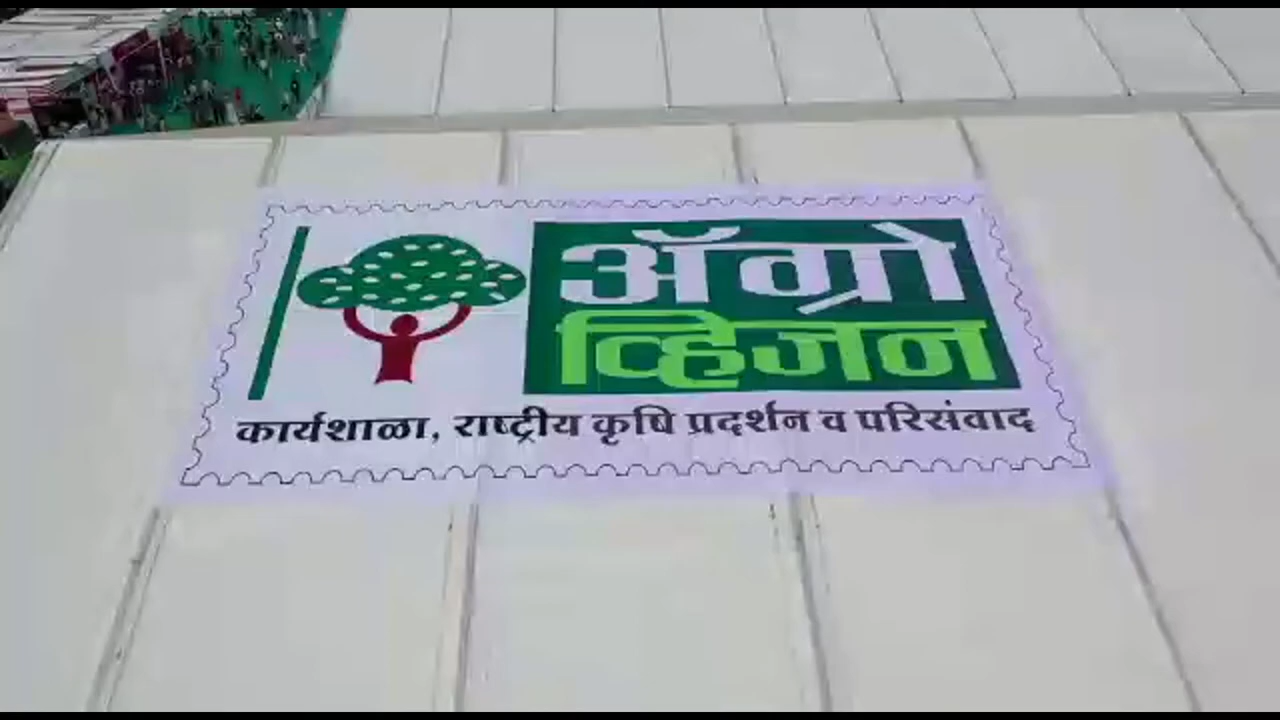 ॲग्रो
व्हिजन
कार्यशाळा, राष्ट्रीय कृषि प्रदर्शन व परिसंवाद